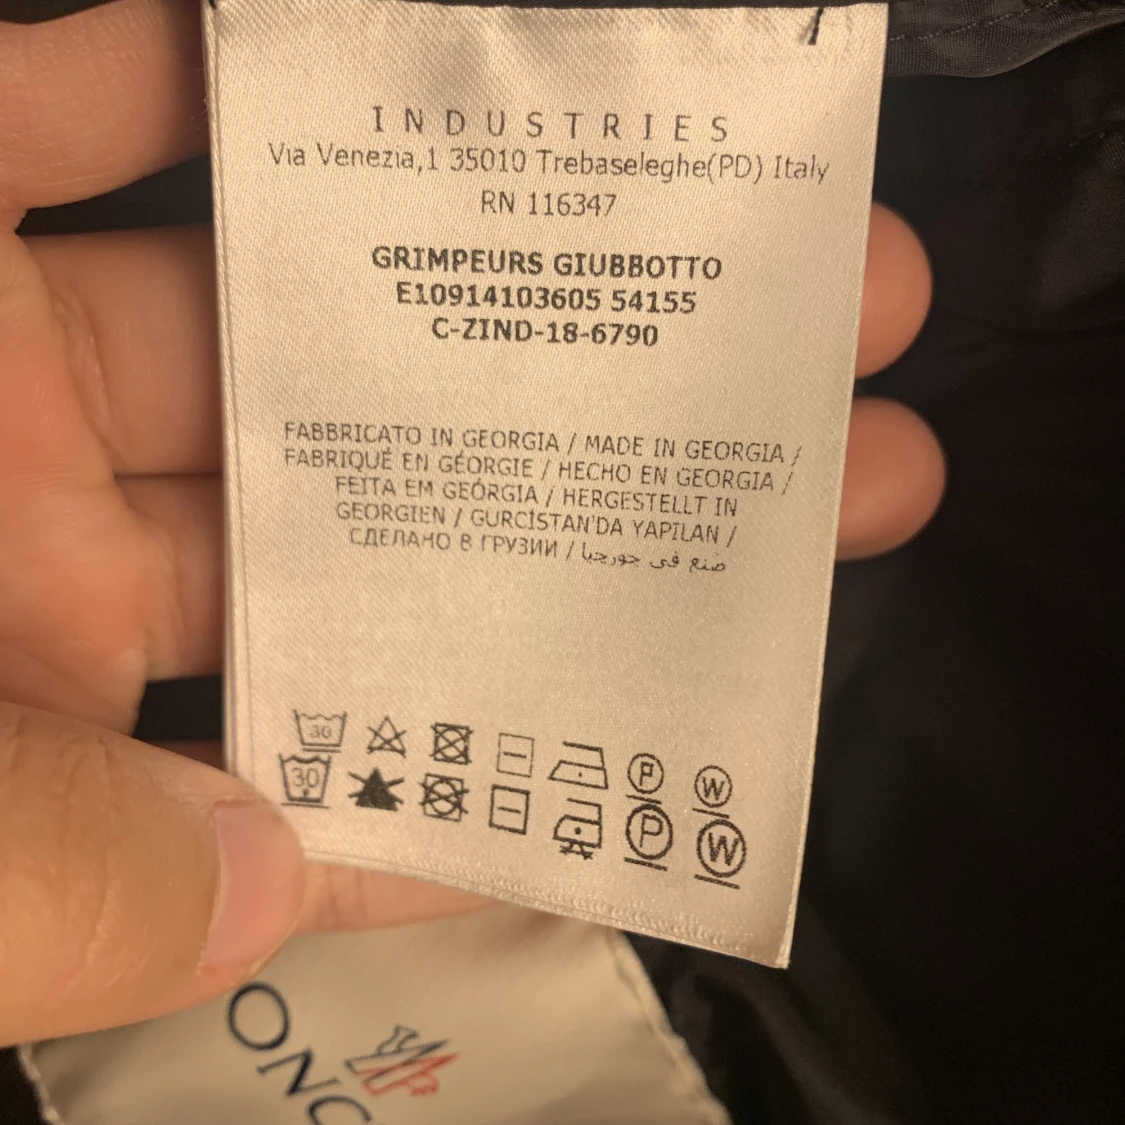 INDUSTRIES
Via Venezia,1 35010 Trebaseleghe(PD) Italy
RN 116347
GRIMPEURS GIUBBOTTO
E10914103605 54155
C-ZIND-18-6790
FABBRICATO IN GEORGIA / MADE IN GEORGIA /
FABRIQUÉ EN GÉORGIE / HECHO EN GEORGIA /
FEITA EM GEÓRGIA / HERGESTELLT IN
GEORGIEN / GURCİSTAN'DA YAPILAN /
СДЕЛАНО В ГРУЗИИ / صنع في جورجيا
30 P W
30 P W
ONC